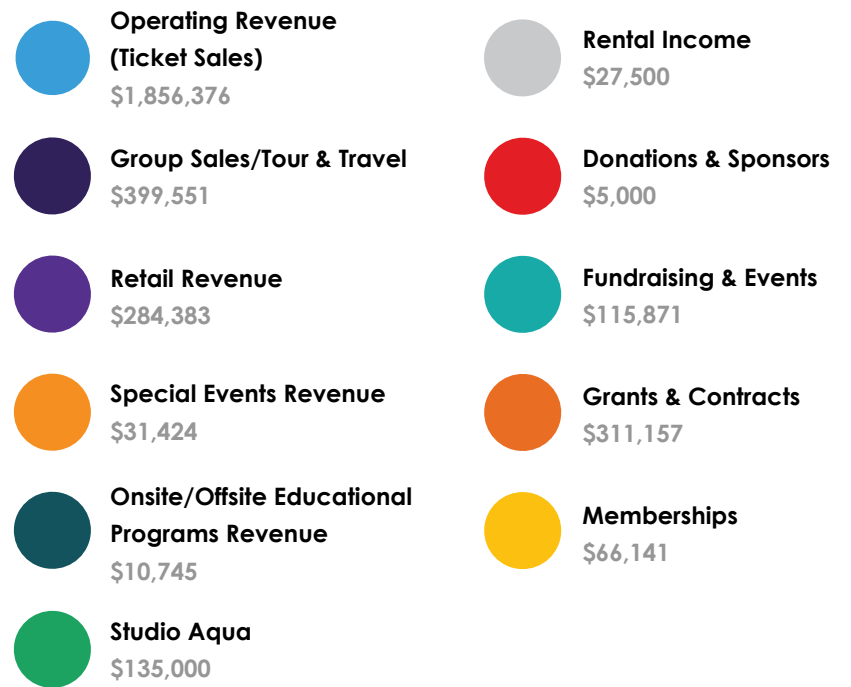 Operating Revenue
(Ticket Sales)
$1,856,376
Group Sales/Tour & Travel
$399,551
Retail Revenue
$284,383
Special Events Revenue
$31,424
Onsite/Offsite Educational
Programs Revenue
$10,745
Studio Aqua
$135,000
Rental Income
$27,500
Donations & Sponsors
$5,000
Fundraising & Events
$115,871
Grants & Contracts
$311,157
Memberships
$66,141